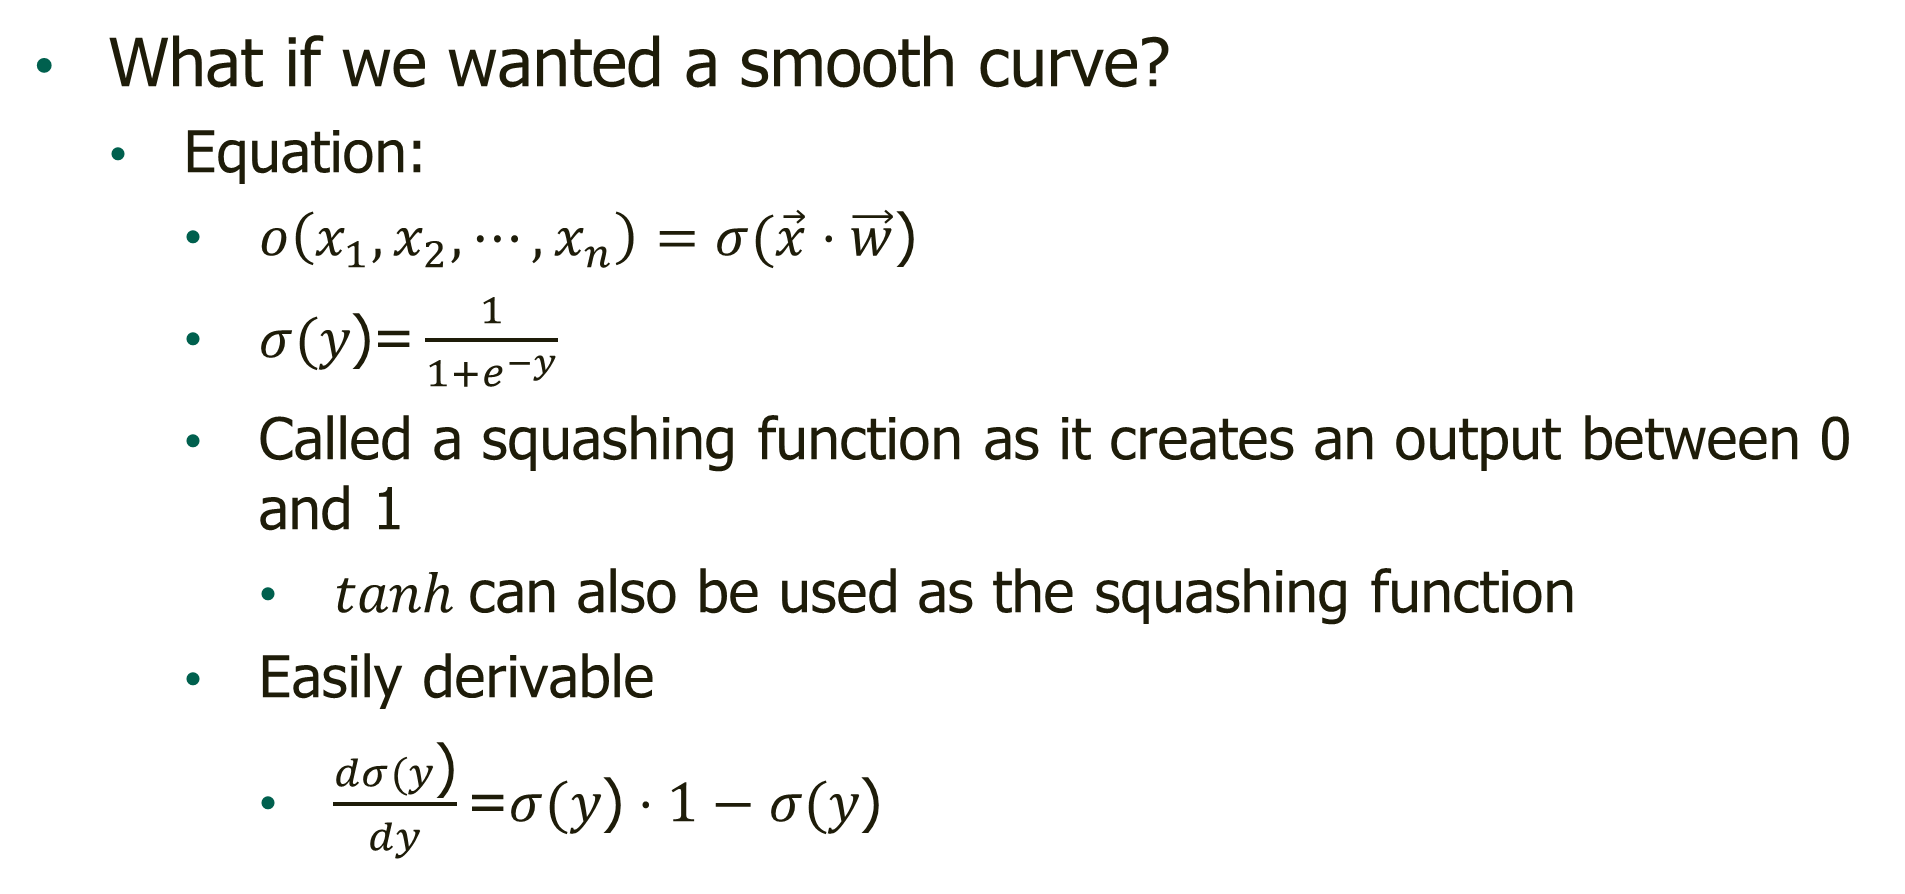 • What if we wanted a smooth curve?
• Equation:
• 𝑜(𝑥₁, 𝑥₂, ⋯ , 𝑥ₙ) = 𝜎(𝑥⃗ · 𝑤⃗)
• 𝜎(𝑦)= 1/(1+𝑒^−𝑦)
• Called a squashing function as it creates an output between 0
and 1
• 𝑡𝑎𝑛ℎ can also be used as the squashing function
• Easily derivable
• 𝑑𝜎(𝑦)/𝑑𝑦 =𝜎(𝑦) · 1 − 𝜎(𝑦)